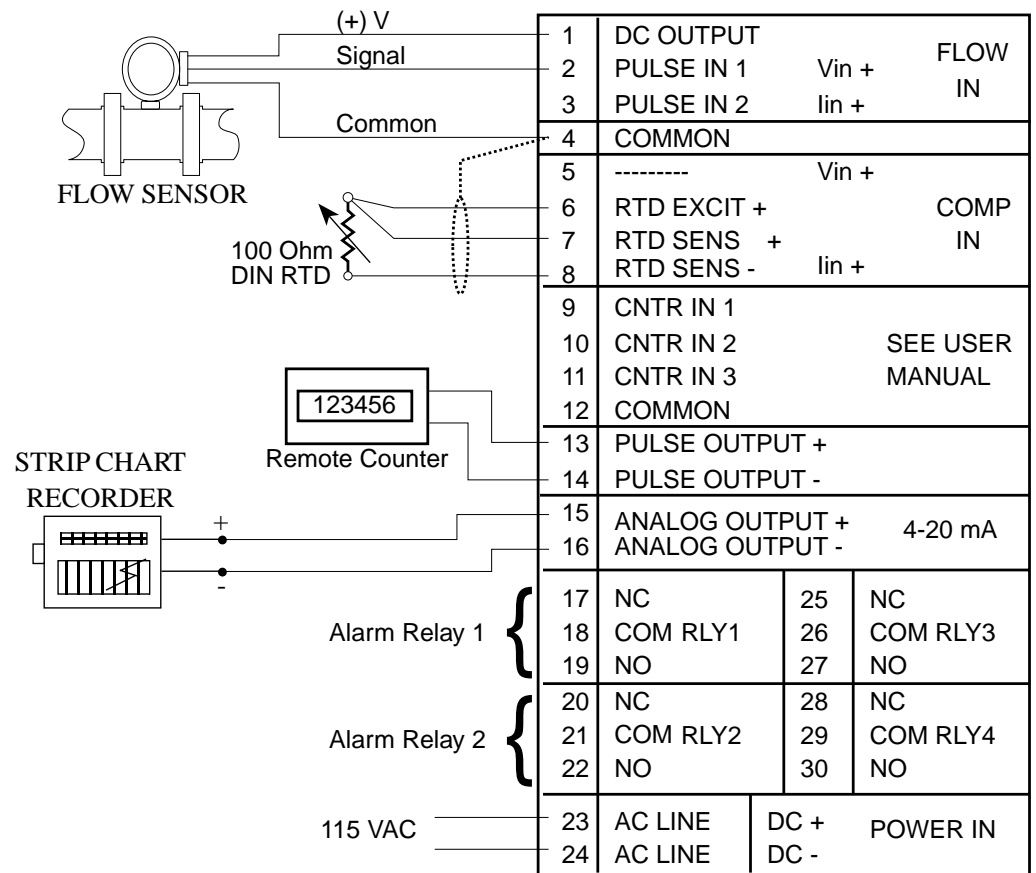 (+) V
Signal
Common
FLOW SENSOR
100 Ohm
DIN RTD
123456
Remote Counter
STRIP CHART
RECORDER
+
-
Alarm Relay 1 {
Alarm Relay 2 {
115 VAC
1 DC OUTPUT
2 PULSE IN 1 Vin +
3 PULSE IN 2 Iin +
FLOW
IN
4 COMMON
5 --------- Vin +
6 RTD EXCIT +
7 RTD SENS +
8 RTD SENS - Iin +
COMP
IN
9 CNTR IN 1
10 CNTR IN 2
11 CNTR IN 3
12 COMMON
SEE USER
MANUAL
13 PULSE OUTPUT +
14 PULSE OUTPUT -
15 ANALOG OUTPUT +
16 ANALOG OUTPUT -
4-20 mA
17 NC 25 NC
18 COM RLY1 26 COM RLY3
19 NO 27 NO
20 NC 28 NC
21 COM RLY2 29 COM RLY4
22 NO 30 NO
23 AC LINE DC +
24 AC LINE DC -
POWER IN